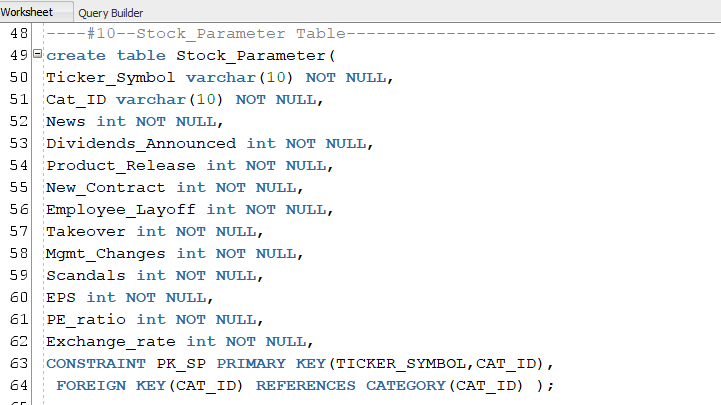 Worksheet Query Builder
48 ----#10--Stock_Parameter Table-------------------------------------
49 create table Stock_Parameter(
50 Ticker_Symbol varchar(10) NOT NULL,
51 Cat_ID varchar(10) NOT NULL,
52 News int NOT NULL,
53 Dividends_Announced int NOT NULL,
54 Product_Release int NOT NULL,
55 New_Contract int NOT NULL,
56 Employee_Layoff int NOT NULL,
57 Takeover int NOT NULL,
58 Mgmt_Changes int NOT NULL,
59 Scandals int NOT NULL,
60 EPS int NOT NULL,
61 PE_ratio int NOT NULL,
62 Exchange_rate int NOT NULL,
63 CONSTRAINT PK_SP PRIMARY KEY(TICKER_SYMBOL,CAT_ID),
64 FOREIGN KEY(CAT_ID) REFERENCES CATEGORY(CAT_ID) );